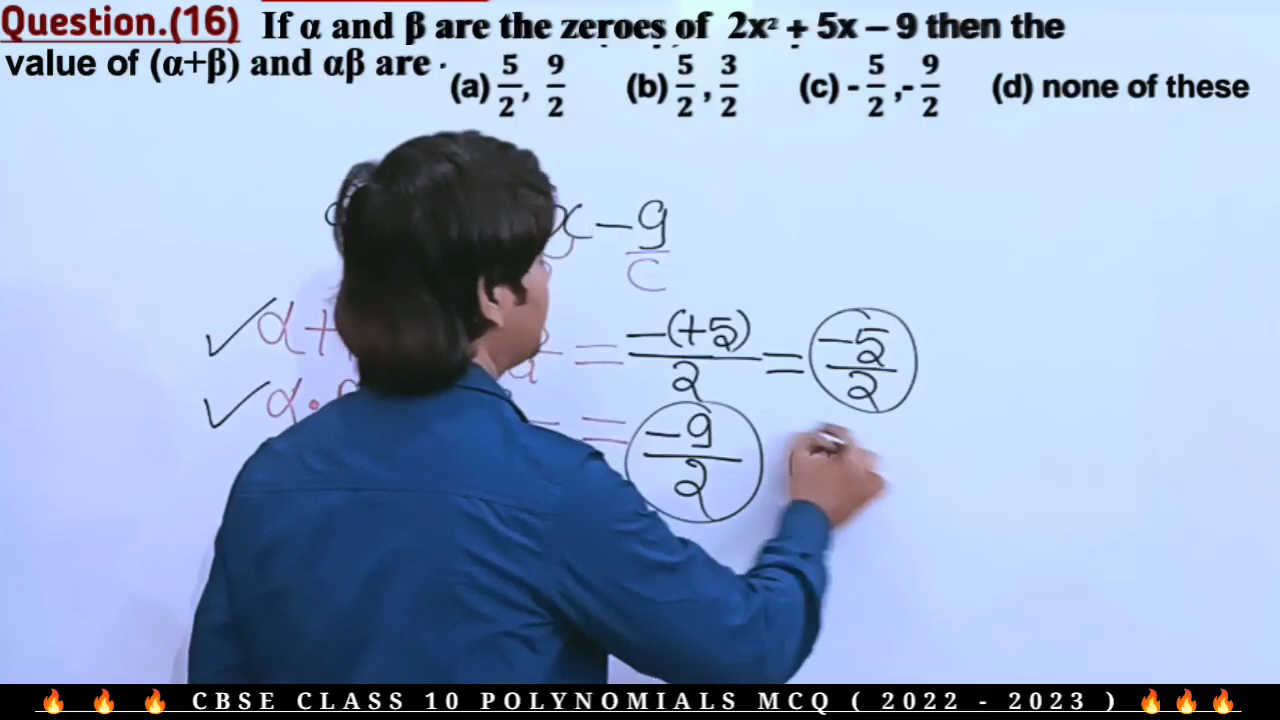 Question.(16) If α and β are the zeroes of 2x² + 5x – 9 then the
value of (α+β) and αβ are .
(a) 5/2, 9/2 (b) 5/2 , 3/2 (c) - 5/2 ,- 9/2 (d) none of these
x - 9
c
✓ α+ = -(+5)/2 = -5/2
✓ α. = -9/2
🔥 🔥 🔥 CBSE CLASS 10 POLYNOMIALS MCQ ( 2022 - 2023 ) 🔥🔥🔥